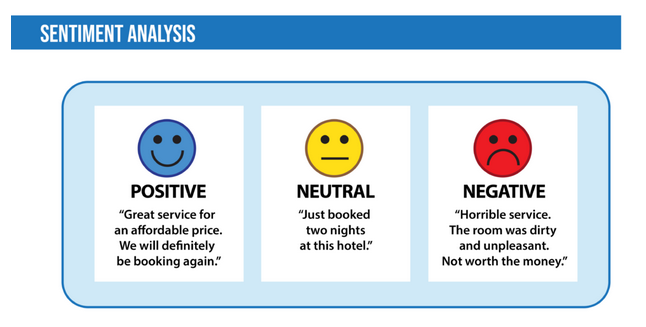 SENTIMENT ANALYSIS
POSITIVE
“Great service for
an affordable price.
We will definitely
be booking again.”
NEUTRAL
“Just booked
two nights
at this hotel.”
NEGATIVE
“Horrible service.
The room was dirty
and unpleasant.
Not worth the money.”